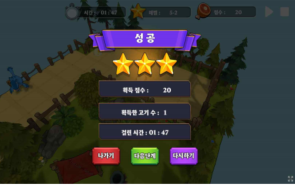 성공
획득 점수 : 20
획득한 고기 수 : 1
걸린 시간 : 01 : 47
나가기 다음단계 다시하기